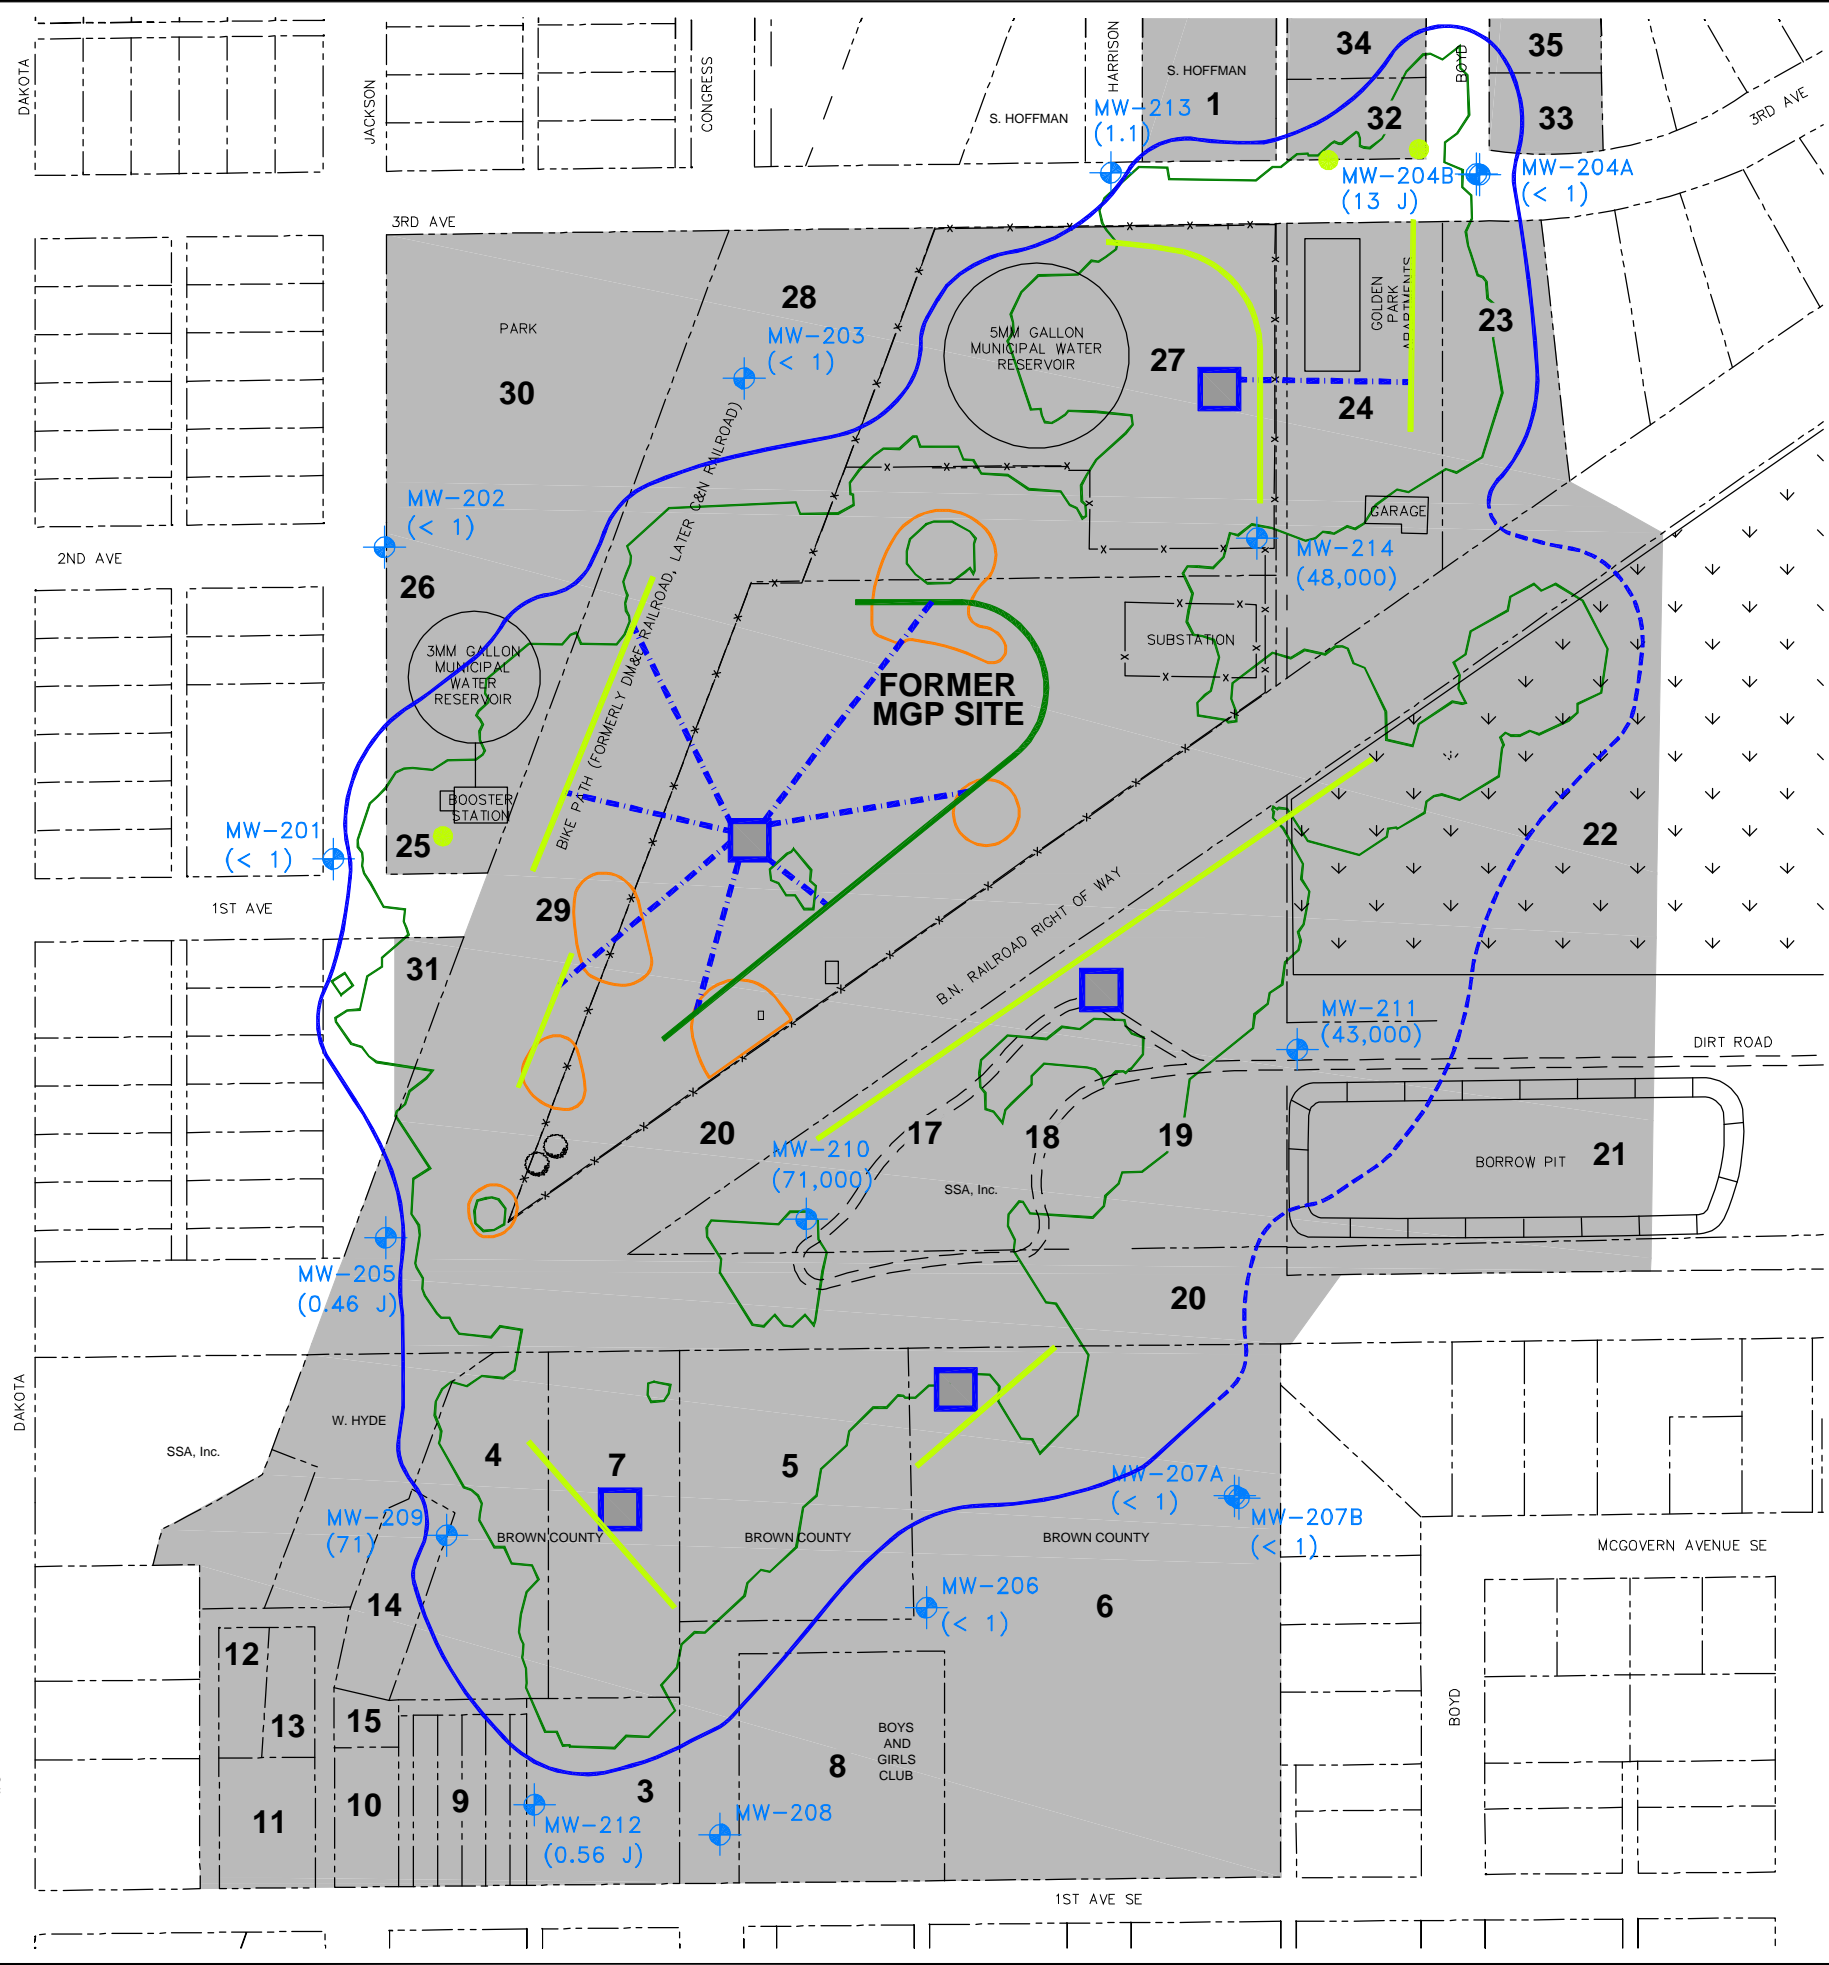 DAKOTA
JACKSON
CONGRESS
HARRISON
BOYD
34
35
S. HOFFMAN
1
MW-213
(1.1)
S. HOFFMAN
32
33
3RD AVE
MW-204B
(13 J)
MW-204A
(< 1)
3RD AVE
28
PARK
30
MW-203
(< 1)
5MM GALLON
MUNICIPAL WATER
RESERVOIR
27
GOLDEN
PARK
APARTMENTS
23
24
MW-202
(< 1)
2ND AVE
26
GARAGE
MW-214
(48,000)
SUBSTATION
3MM GALLON
MUNICIPAL
WATER
RESERVOIR
BIKE PATH (FORMERLY DM&E RAILROAD, LATER C&N RAILROAD)
FORMER
MGP SITE
BOOSTER
STATION
MW-201
(< 1)
25
22
1ST AVE
29
31
B.N. RAILROAD RIGHT OF WAY
MW-211
(43,000)
DIRT ROAD
20
17
18
19
MW-210
(71,000)
SSA, Inc.
BORROW PIT
21
MW-205
(0.46 J)
20
DAKOTA
W. HYDE
SSA, Inc.
4
7
5
MW-207A
(< 1)
MW-207B
(< 1)
MW-209
(71)
BROWN COUNTY
BROWN COUNTY
BROWN COUNTY
MCGOVERN AVENUE SE
MW-206
(< 1)
14
6
12
13
15
BOYD
BOYS
AND
GIRLS
CLUB
8
3
11
10
9
MW-212
(0.56 J)
MW-208
1ST AVE SE